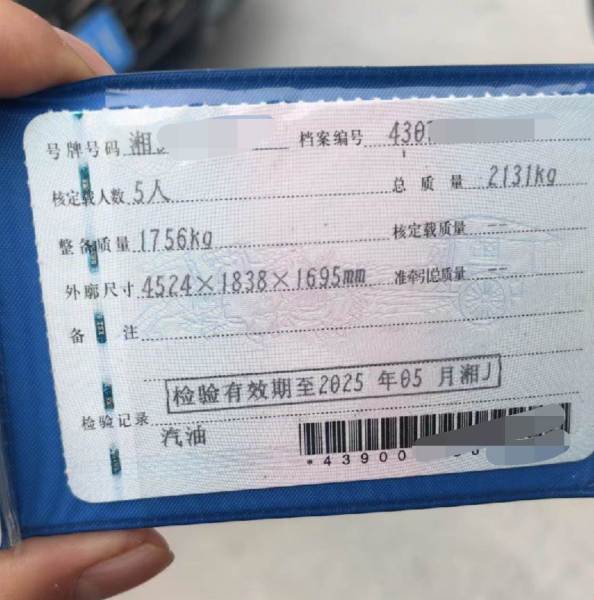 号牌号码 湘J 档案编号 4307
核定载人数 5人 总质量 2131kg
整备质量 1756kg 核定载质量 --
外廓尺寸 4524×1838×1695mm 准牵引总质量 --
备注
检验有效期至2025 年05 月湘J
检验记录
汽油
*43900